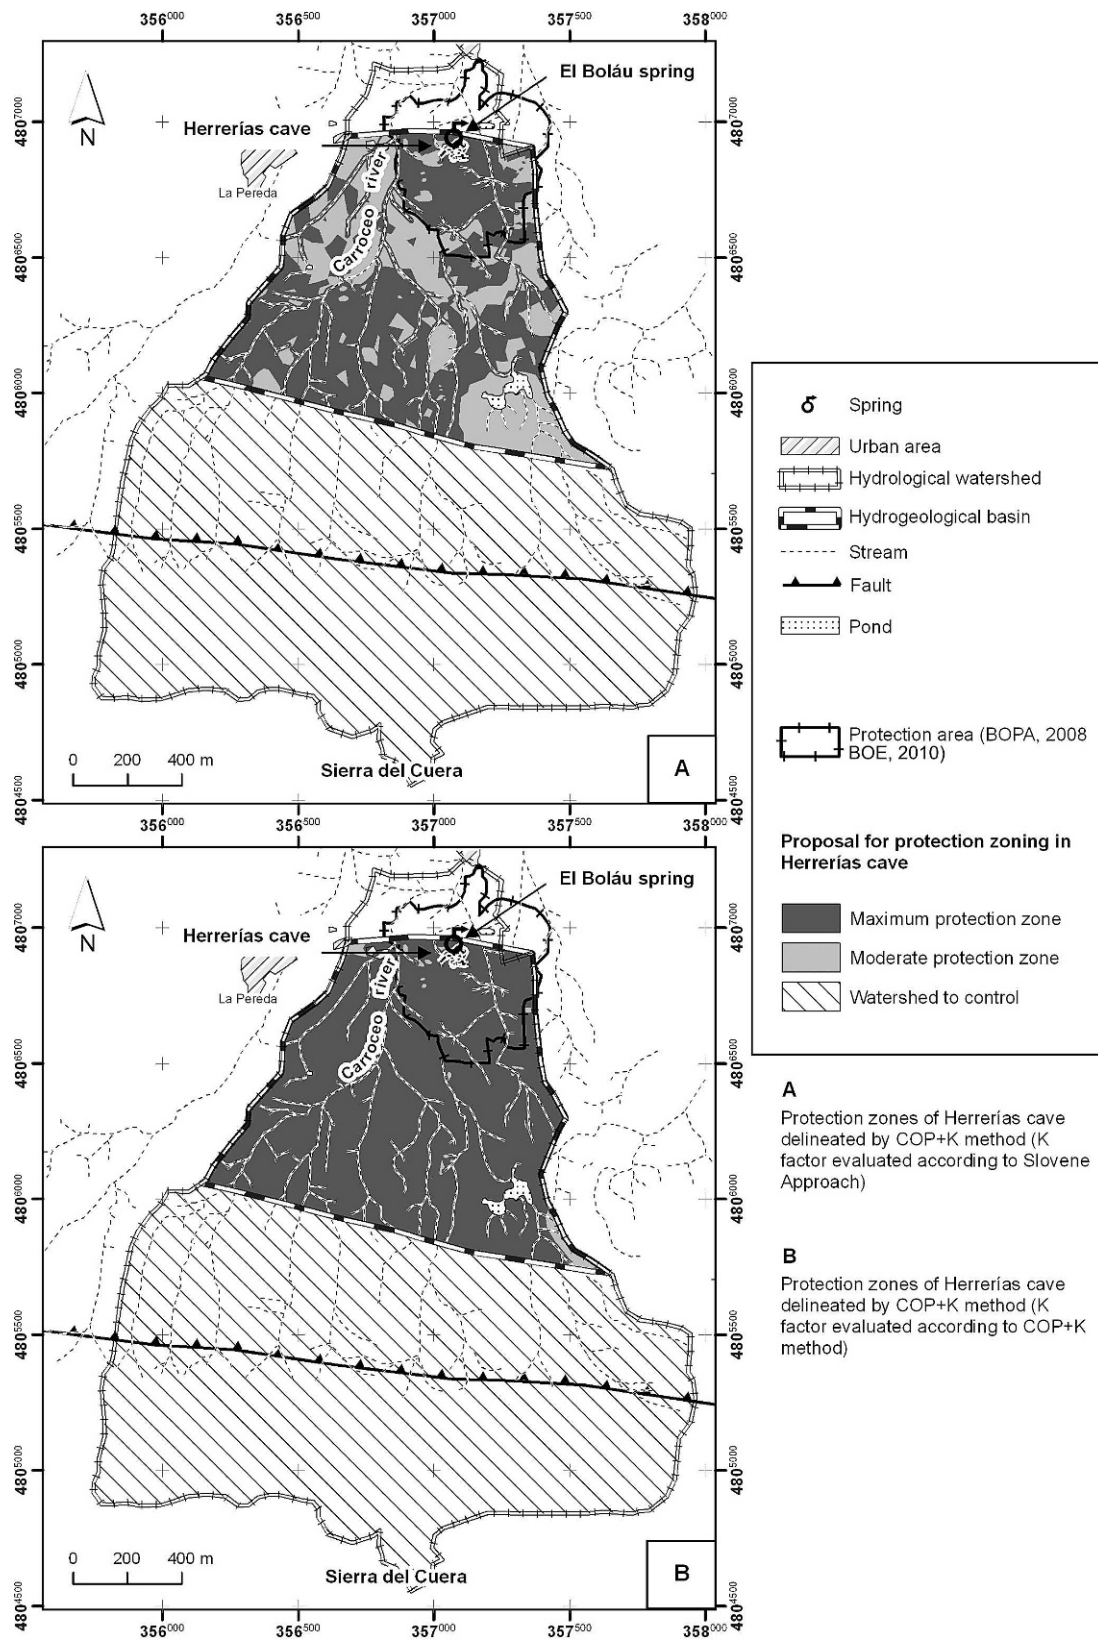 356000 356500 357000 357500 358000
El Boláu spring
4807000 4807000
N
Herrerías cave
river
La Pereda
Carroceo
4806500 4806500
4806000 4806000
4805500 4805500
4805000 4805000
0 200 400 m
Sierra del Cuera
A
4804500 4804500
356000 356500 357000 357500 358000
El Boláu spring
4807000 4807000
N
Herrerías cave
river
La Pereda
Carroceo
4806500 4806500
4806000 4806000
4805500 4805500
4805000 4805000
0 200 400 m
Sierra del Cuera
B
4804500 4804500
356000 356500 357000 357500 358000
Spring
Urban area
Hydrological watershed
Hydrogeological basin
Stream
Fault
Pond
Protection area (BOPA, 2008
BOE, 2010)
Proposal for protection zoning in
Herrerías cave
Maximum protection zone
Moderate protection zone
Watershed to control
A
Protection zones of Herrerías cave
delineated by COP+K method (K
factor evaluated according to Slovene
Approach)
B
Protection zones of Herrerías cave
delineated by COP+K method (K
factor evaluated according to COP+K
method)